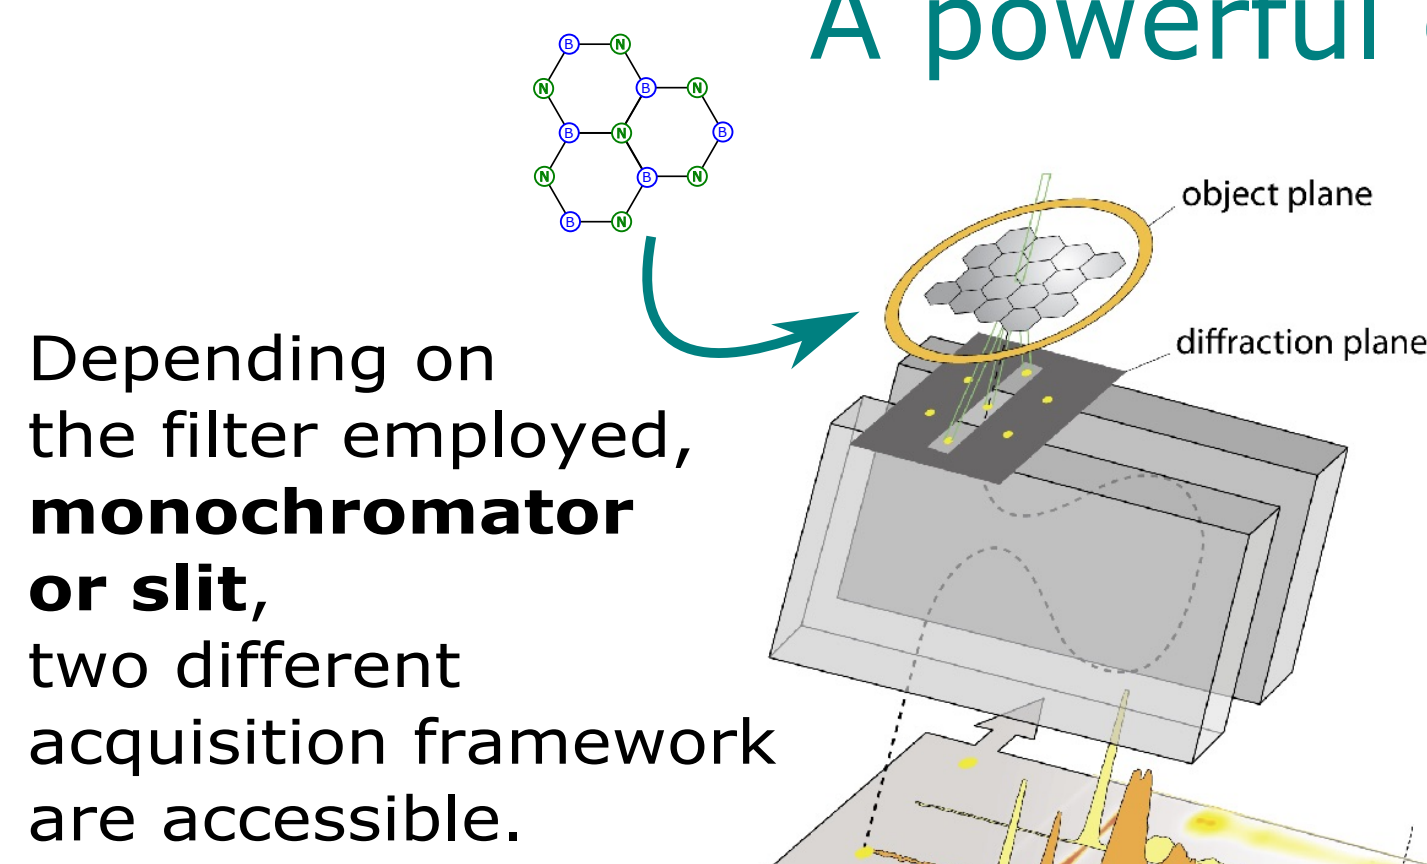 A powerful
B N
N B N
B N B
N B N
B N
object plane
diffraction plane
Depending on
the filter employed,
monochromator
or slit,
two different
acquisition framework
are accessible.